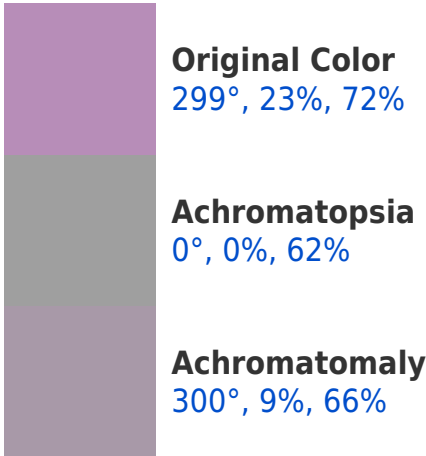 Original Color
299°, 23%, 72%
Achromatopsia
0°, 0%, 62%
Achromatomaly
300°, 9%, 66%